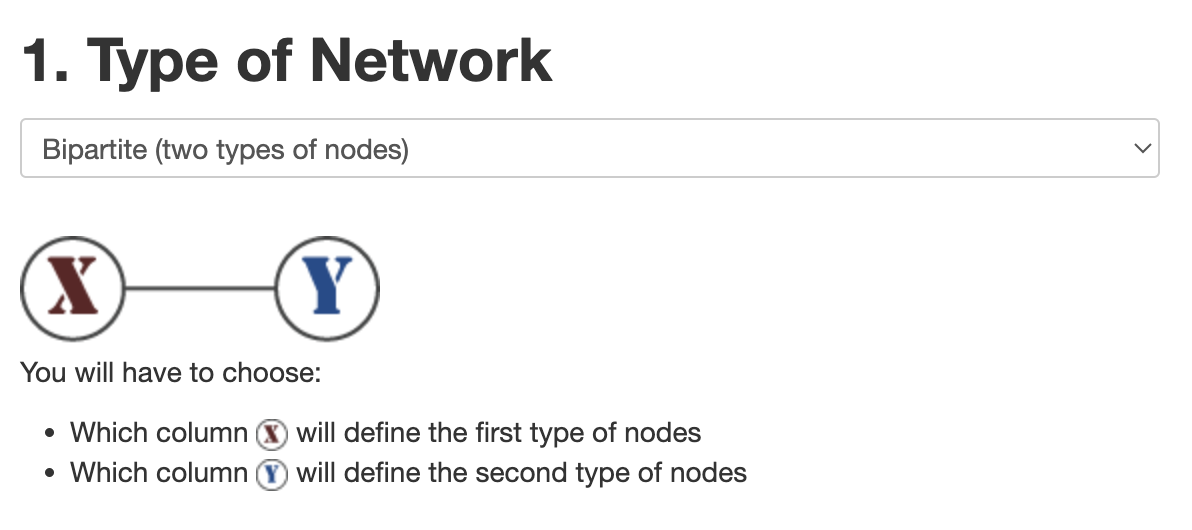 1. Type of Network
Bipartite (two types of nodes)
X Y
You will have to choose:
• Which column X will define the first type of nodes
• Which column Y will define the second type of nodes